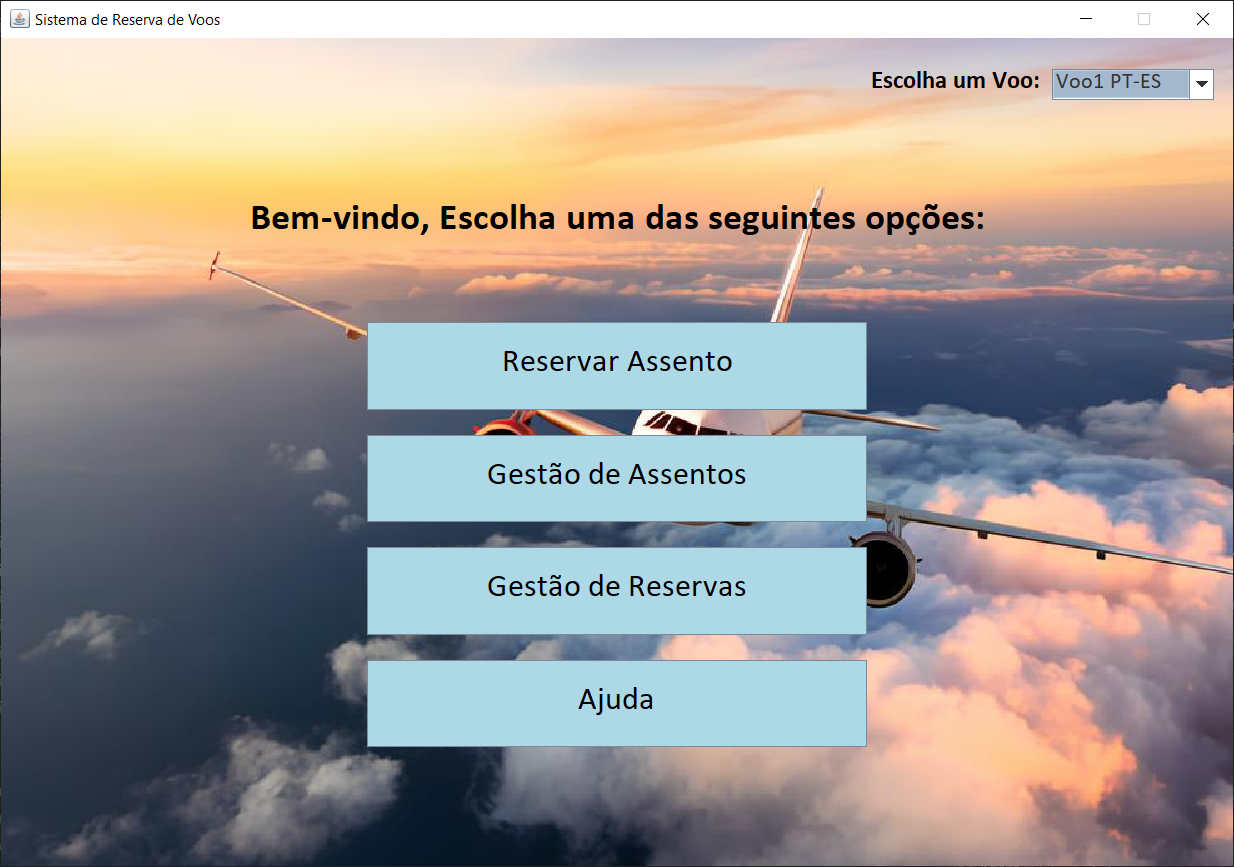 Sistema de Reserva de Voos
Escolha um Voo: Voo1 PT-ES
Bem-vindo, Escolha uma das seguintes opções:
Reservar Assento
Gestão de Assentos
Gestão de Reservas
Ajuda